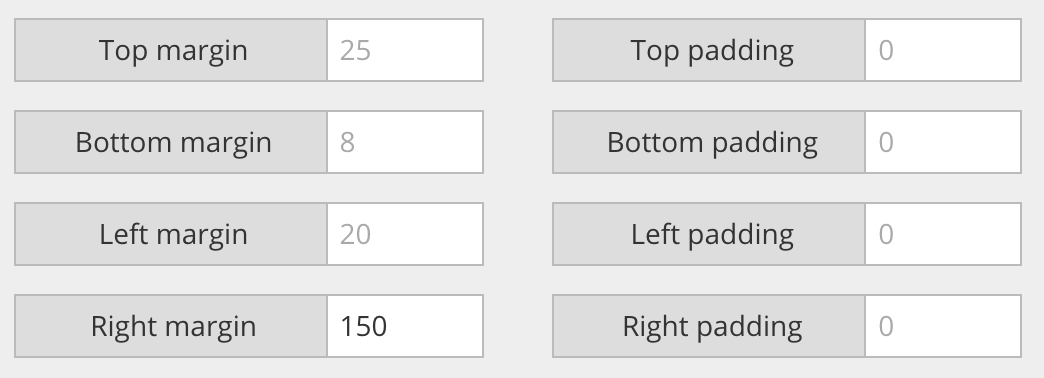 Top margin 25 Top padding 0
Bottom margin 8 Bottom padding 0
Left margin 20 Left padding 0
Right margin 150 Right padding 0